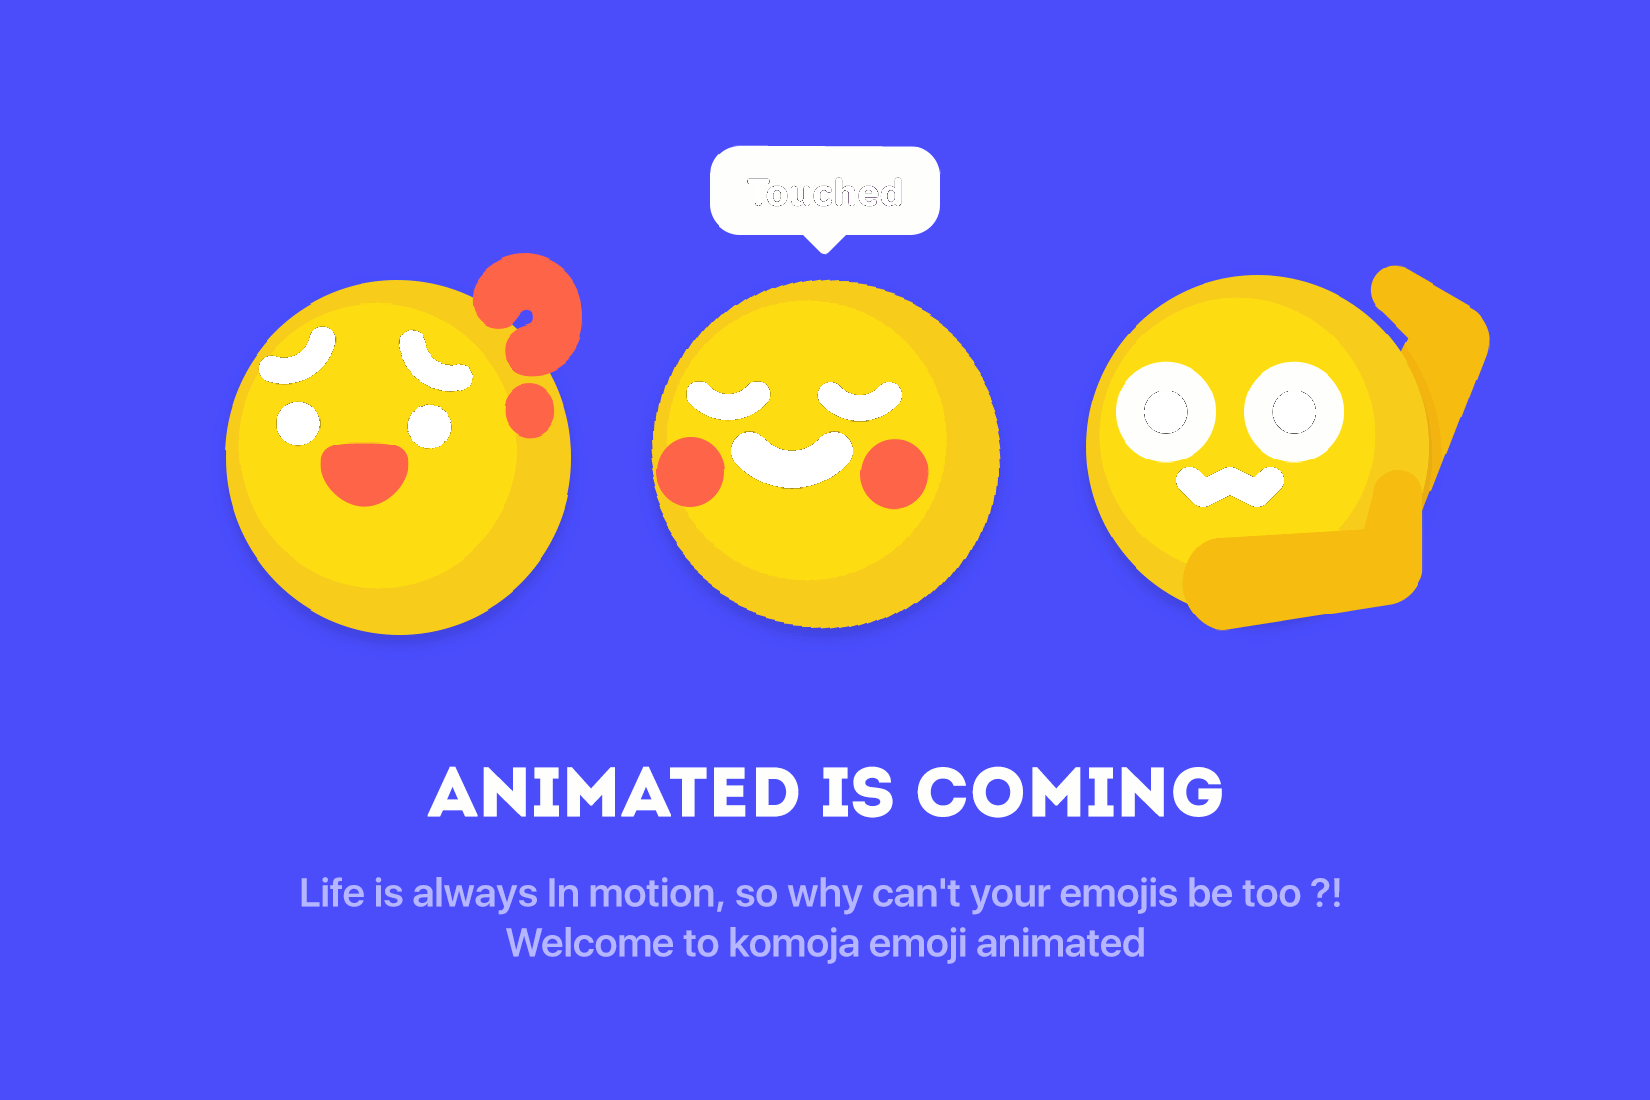 Touched
ANIMATED IS COMING
Life is always In motion, so why can't your emojis be too ?!
Welcome to komoja emoji animated